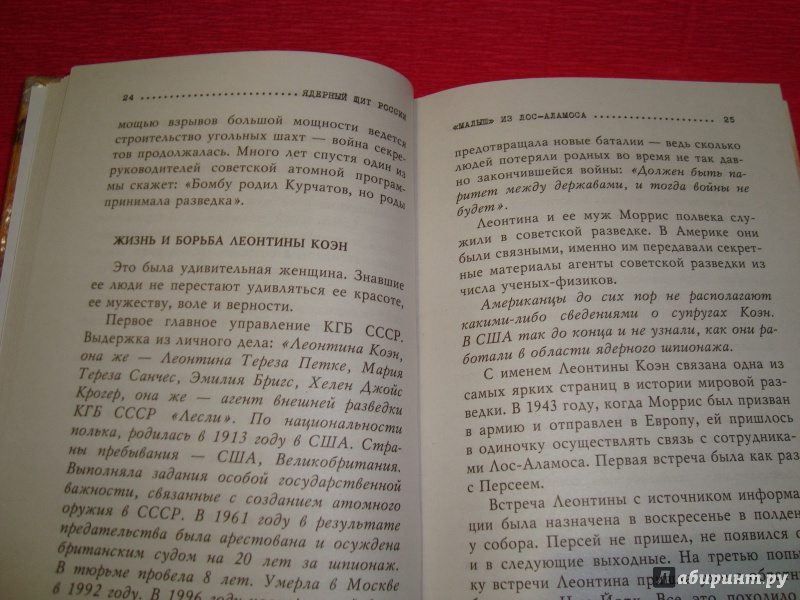 24 .......................... ЯДЕРНЫЙ ЩИТ РОССИИ
мощью взрывов большой мощности ведется
строительство угольных шахт — война секре-
тов продолжалась. Много лет спустя один из
руководителей советской атомной програм-
мы скажет: «Бомбу родил Курчатов, но роды
принимала разведка».
ЖИЗНЬ И БОРЬБА ЛЕОНТИНЫ КОЭН
Это была удивительная женщина. Знавшие
ее люди не перестают удивляться ее красоте,
ее мужеству, воле и верности.
Первое главное управление КГБ СССР.
Выдержка из личного дела: «Леонтина Коэн,
она же — Леонтина Тереза Петке, Мария
Тереза Санчес, Эмилия Бригс, Хелен Джойс
Крогер, она же — агент внешней разведки
КГБ СССР «Лесли». По национальности
полька, родилась в 1913 году в США. Стра-
ны пребывания — США, Великобритания.
Выполняла задания особой государственной
важности, связанные с созданием атомного
оружия в СССР. В 1961 году в результате
предательства была арестована и осуждена
британским судом на 20 лет за шпионаж.
В тюрьме провела 8 лет. Умерла в Москве
в 1992 году. В 1996 году
«МАЛЫШ» ИЗ ЛОС-АЛАМОСА .................... 25
предотвращала новые баталии — ведь сколько
людей потеряли родных во время не так дав-
но закончившейся войны: «Должен быть па-
ритет между державами, и тогда войны не
будет».
Леонтина и ее муж Моррис полвека слу-
жили в советской разведке. В Америке они
были связными, именно им передавали секрет-
ные материалы агенты советской разведки из
числа ученых-физиков.
Американцы до сих пор не располагают
какими-либо сведениями о супругах Коэн.
В США так до конца и не узнали, как они ра-
ботали в области ядерного шпионажа.
С именем Леонтины Коэн связана одна из
самых ярких страниц в истории мировой раз-
ведки. В 1943 году, когда Моррис был призван
в армию и отправлен в Европу, ей пришлось
в одиночку осуществлять связь с сотрудника-
ми Лос-Аламоса. Первая встреча была как раз
с Персеем.
Встреча Леонтины с источником информа-
ции была назначена в воскресенье в полдень
у собора. Персей не пришел, не появился он
и в следующие выходные. На третью попыт-
ку встречи Леонтина
Все это походило
Лабиринт.ру